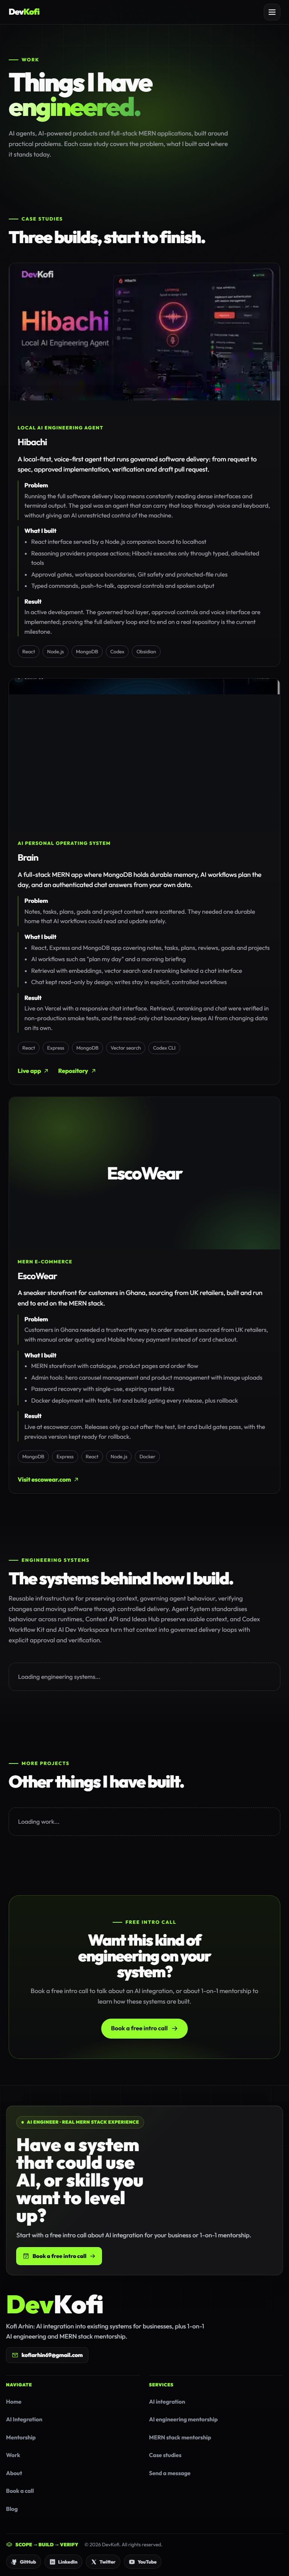 DevKofi
WORK
Things I have
engineered.
AI agents, AI-powered products and full-stack MERN applications, built around
practical problems. Each case study covers the problem, what I built and where
it stands today.
CASE STUDIES
Three builds, start to finish.
DevKofi
Hibachi
Local AI Engineering Agent
LOCAL AI ENGINEERING AGENT
Hibachi
A local-first, voice-first agent that runs governed software delivery: from request to
spec, approved implementation, verification and draft pull request.
Problem
Running the full software delivery loop means constantly reading dense interfaces and
terminal output. The goal was an agent that can carry that loop through voice and keyboard,
without giving an AI unrestricted control of the machine.
What I built
React interface served by a Node.js companion bound to localhost
Reasoning providers propose actions; Hibachi executes only through typed, allowlisted
tools
Approval gates, workspace boundaries, Git safety and protected-file rules
Typed commands, push-to-talk, approval controls and spoken output
Result
In active development. The governed tool layer, approval controls and voice interface are
implemented; proving the full delivery loop end to end on a real repository is the current
milestone.
React
Node.js
MongoDB
Codex
Obsidian
AI PERSONAL OPERATING SYSTEM
Brain
A full-stack MERN app where MongoDB holds durable memory, AI workflows plan the
day, and an authenticated chat answers from your own data.
Problem
Notes, tasks, plans, goals and project context were scattered. They needed one durable
home that AI workflows could read and update safely.
What I built
React, Express and MongoDB app covering notes, tasks, plans, reviews, goals and projects
AI workflows such as "plan my day" and a morning briefing
Retrieval with embeddings, vector search and reranking behind a chat interface
Chat kept read-only by design; writes stay in explicit, controlled workflows
Result
Live on Vercel with a responsive chat interface. Retrieval, reranking and chat were verified in
non-production smoke tests, and the read-only chat boundary keeps AI from changing data
on its own.
React
Express
MongoDB
Vector search
Codex CLI
Live app ↗
Repository ↗
EscoWear
MERN E-COMMERCE
EscoWear
A sneaker storefront for customers in Ghana, sourcing from UK retailers, built and run
end to end on the MERN stack.
Problem
Customers in Ghana needed a trustworthy way to order sneakers sourced from UK retailers,
with manual order quoting and Mobile Money payment instead of card checkout.
What I built
MERN storefront with catalogue, product pages and order flow
Admin tools: hero carousel management and product management with image uploads
Password recovery with single-use, expiring reset links
Docker deployment with tests, lint and build gating every release, plus rollback
Result
Live at escowear.com. Releases only go out after the test, lint and build gates pass, with the
previous version kept ready for rollback.
MongoDB
Express
React
Node.js
Docker
Visit escowear.com ↗
ENGINEERING SYSTEMS
The systems behind how I build.
Reusable infrastructure for preserving context, governing agent behaviour, verifying
changes and moving software through controlled delivery. Agent System standardises
behaviour across runtimes, Context API and Ideas Hub preserve usable context, and Codex
Workflow Kit and AI Dev Workspace turn that context into governed delivery loops with
explicit approval and verification.
Loading engineering systems...
MORE PROJECTS
Other things I have built.
Loading work...
FREE INTRO CALL
Want this kind of
engineering on your
system?
Book a free intro call to talk about an AI integration, or about 1-on-1 mentorship to
learn how these systems are built.
Book a free intro call →
AI ENGINEER · REAL MERN STACK EXPERIENCE
Have a system
that could use
AI, or skills you
want to level
up?
Start with a free intro call about AI integration for your business or 1-on-1 mentorship.
Book a free intro call →
DevKofi
Kofi Arhin: AI integration into existing systems for businesses, plus 1-on-1
AI engineering and MERN stack mentorship.
kofiarhin69@gmail.com
NAVIGATE
Home
AI Integration
Mentorship
Work
About
Book a call
Blog
SERVICES
AI integration
AI engineering mentorship
MERN stack mentorship
Case studies
Send a message
SCOPE → BUILD → VERIFY
© 2026 DevKofi. All rights reserved.
GitHub
LinkedIn
Twitter
YouTube